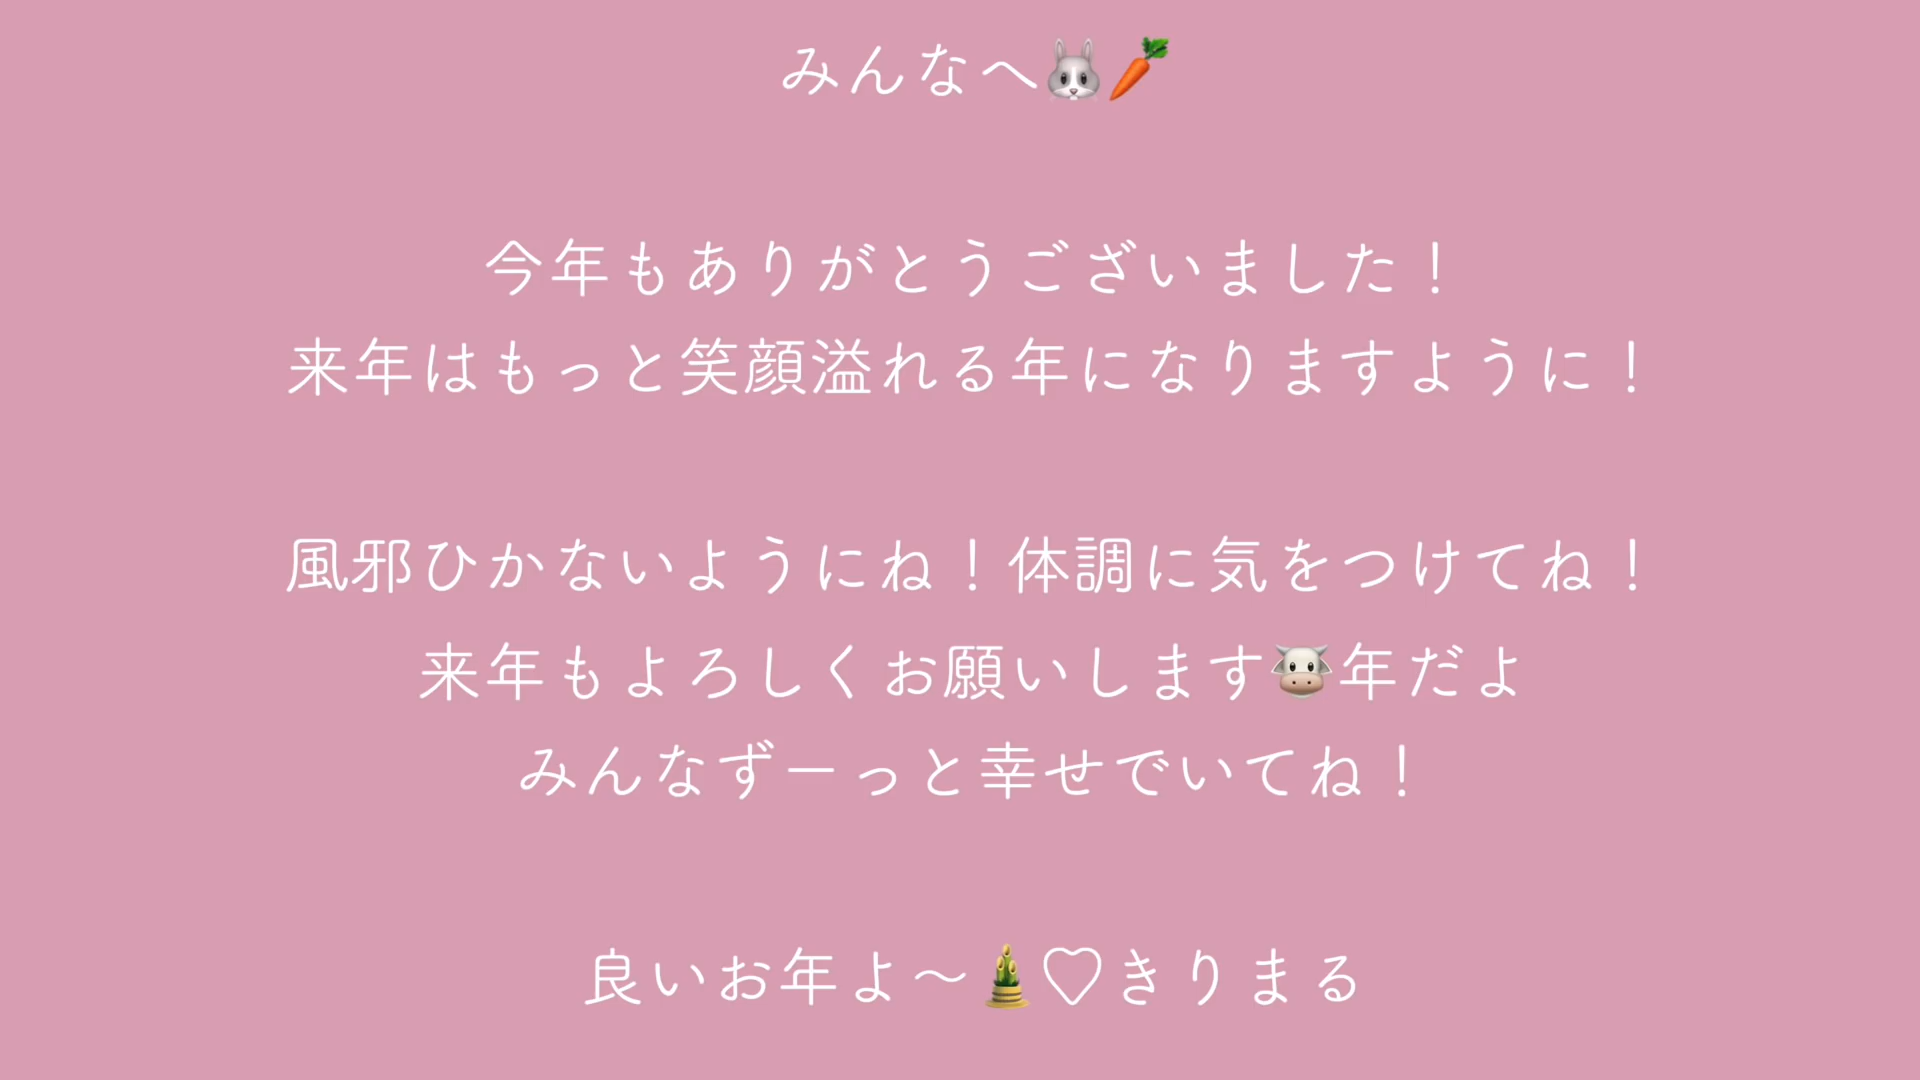 みんなへ🐰🥕
今年もありがとうございました！
来年はもっと笑顔溢れる年になりますように！
風邪ひかないようにね！体調に気をつけてね！
来年もよろしくお願いします🐮年だよ
みんなずーっと幸せでいてね！
良いお年よ〜🎍♡きりまる